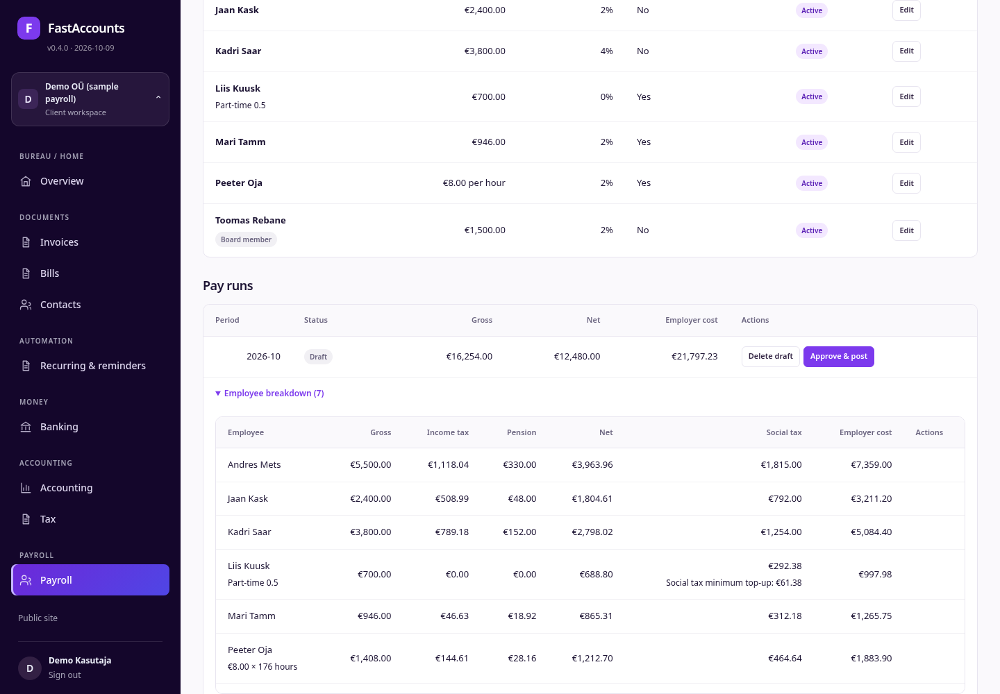 F FastAccounts
v0.4.0 · 2026-10-09
D Demo OÜ (sample
payroll)
Client workspace
BUREAU / HOME
Overview
DOCUMENTS
Invoices
Bills
Contacts
AUTOMATION
Recurring & reminders
MONEY
Banking
ACCOUNTING
Accounting
Tax
PAYROLL
Payroll
Public site
D Demo Kasutaja
Sign out
Jaan Kask €2,400.00 2% No Active Edit
Kadri Saar €3,800.00 4% No Active Edit
Liis Kuusk €700.00 0% Yes Active Edit
Part-time 0.5
Mari Tamm €946.00 2% Yes Active Edit
Peeter Oja €8.00 per hour 2% Yes Active Edit
Toomas Rebane €1,500.00 2% No Active Edit
Board member
Pay runs
Period Status Gross Net Employer cost Actions
2026-10 Draft €16,254.00 €12,480.00 €21,797.23 Delete draft Approve & post
▼ Employee breakdown (7)
Employee Gross Income tax Pension Net Social tax Employer cost Actions
Andres Mets €5,500.00 €1,118.04 €330.00 €3,963.96 €1,815.00 €7,359.00
Jaan Kask €2,400.00 €508.99 €48.00 €1,804.61 €792.00 €3,211.20
Kadri Saar €3,800.00 €789.18 €152.00 €2,798.02 €1,254.00 €5,084.40
Liis Kuusk €700.00 €0.00 €0.00 €688.80 €292.38 €997.98
Part-time 0.5 Social tax minimum top-up: €61.38
Mari Tamm €946.00 €46.63 €18.92 €865.31 €312.18 €1,265.75
Peeter Oja €1,408.00 €144.61 €28.16 €1,212.70 €464.64 €1,883.90
€8.00 × 176 hours